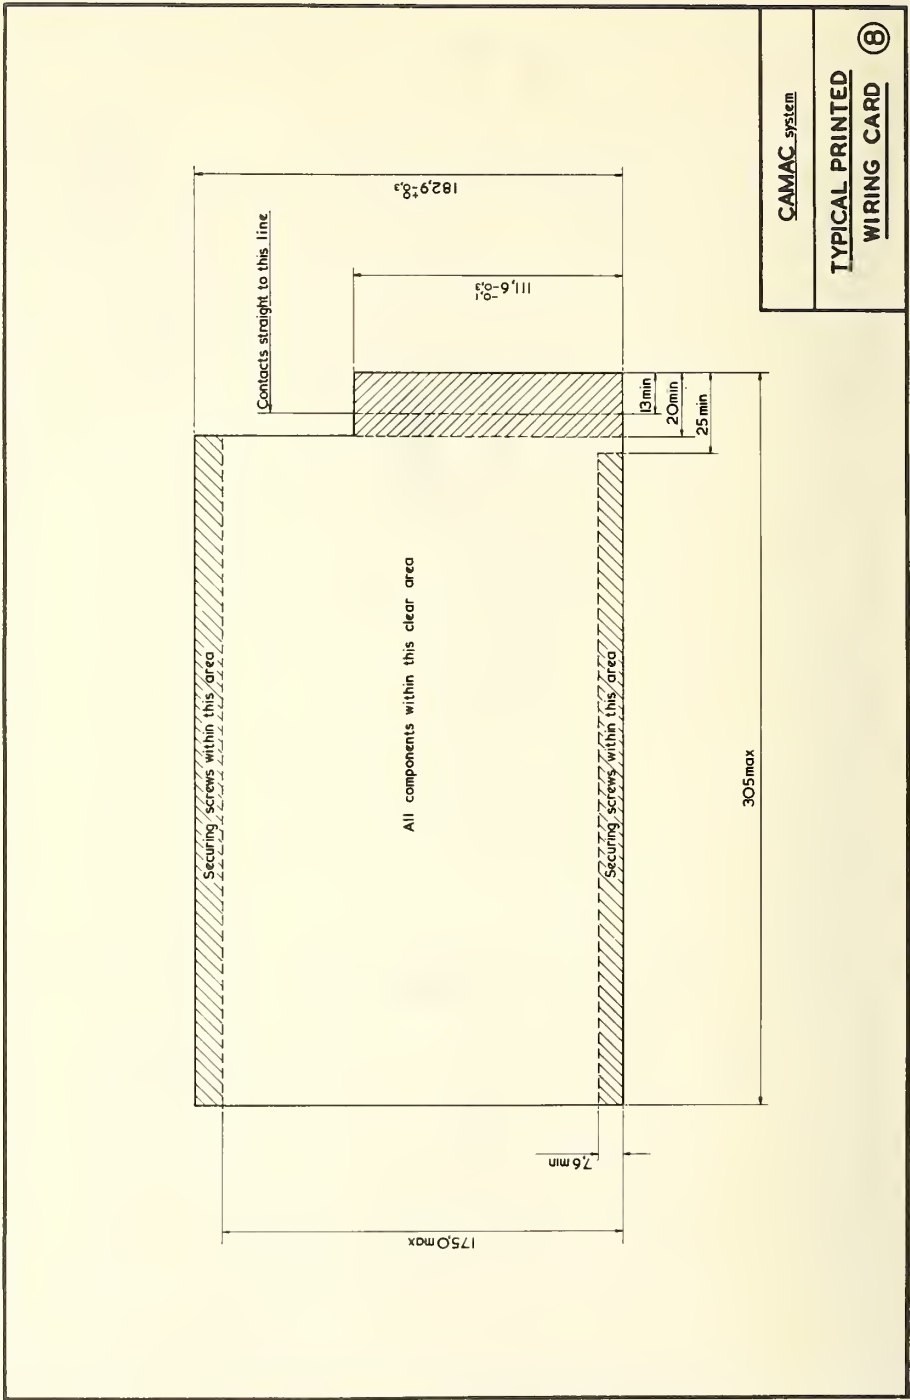 CAMAC system
TYPICAL PRINTED
WIRING CARD
8
Contacts straight to this line
182,9 +0 -0,3
111,6 -0,1 -0,3
13min
20min
25min
Securing screws within this area
All components within this clear area
Securing screws within this area
305max
7,6 min
175,0max